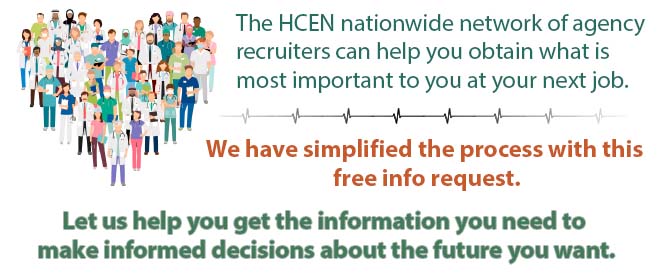 The HCEN nationwide network of agency
recruiters can help you obtain what is
most important to you at your next job.
We have simplified the process with this
free info request.
Let us help you get the information you need to
make informed decisions about the future you want.